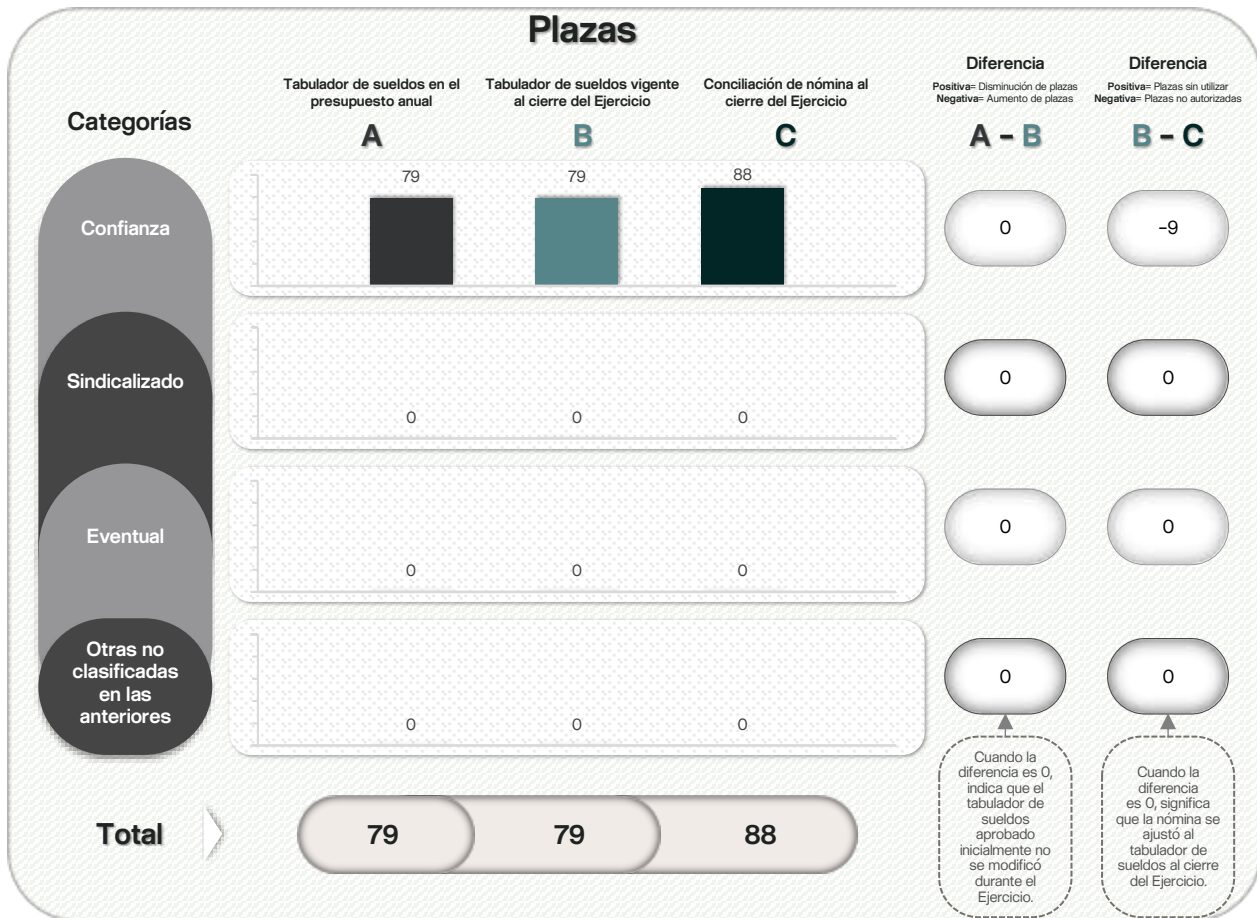 Plazas
Categorías
Tabulador de sueldos en el
presupuesto anual
A
Tabulador de sueldos vigente
al cierre del Ejercicio
B
Conciliación de nómina al
cierre del Ejercicio
C
Diferencia
Positiva= Disminución de plazas
Negativa= Aumento de plazas
A - B
Diferencia
Positiva= Plazas sin utilizar
Negativa= Plazas no autorizadas
B - C
Confianza
79
79
88
0
-9
Sindicalizado
0
0
0
0
0
Eventual
0
0
0
0
0
Otras no
clasificadas
en las
anteriores
0
0
0
0
0
Total
79
79
88
Cuando la
diferencia es 0,
indica que el
tabulador de
sueldos
aprobado
inicialmente no
se modificó
durante el
Ejercicio.
Cuando la
diferencia
es 0, significa
que la nómina se
ajustó al
tabulador de
sueldos al cierre
del Ejercicio.